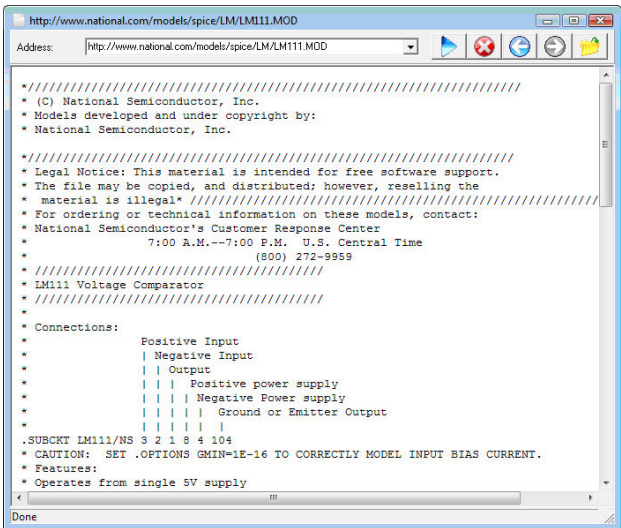 http://www.national.com/models/spice/LM/LM111.MOD
Address: http://www.national.com/models/spice/LM/LM111.MOD
*//////////////////////////////////////////////////////////////////////
* (C) National Semiconductor, Inc.
* Models developed and under copyright by:
* National Semiconductor, Inc.
*/////////////////////////////////////////////////////////////////////
* Legal Notice: This material is intended for free software support.
* The file may be copied, and distributed; however, reselling the
*  material is illegal* //////////////////////////////////////////////////////////
* For ordering or technical information on these models, contact:
* National Semiconductor's Customer Response Center
*                 7:00 A.M.--7:00 P.M.  U.S. Central Time
*                                (800) 272-9959
* /////////////////////////////////////////
* LM111 Voltage Comparator
* /////////////////////////////////////////
*
* Connections:
*                Positive Input
*                | Negative Input
*                | | Output
*                | | |  Positive power supply
*                | | | | Negative Power supply
*                | | | | |  Ground or Emitter Output
*                | | | | |  |
.SUBCKT LM111/NS 3 2 1 8 4 104
* CAUTION:  SET .OPTIONS GMIN=1E-16 TO CORRECTLY MODEL INPUT BIAS CURRENT.
* Features:
* Operates from single 5V supply
Done